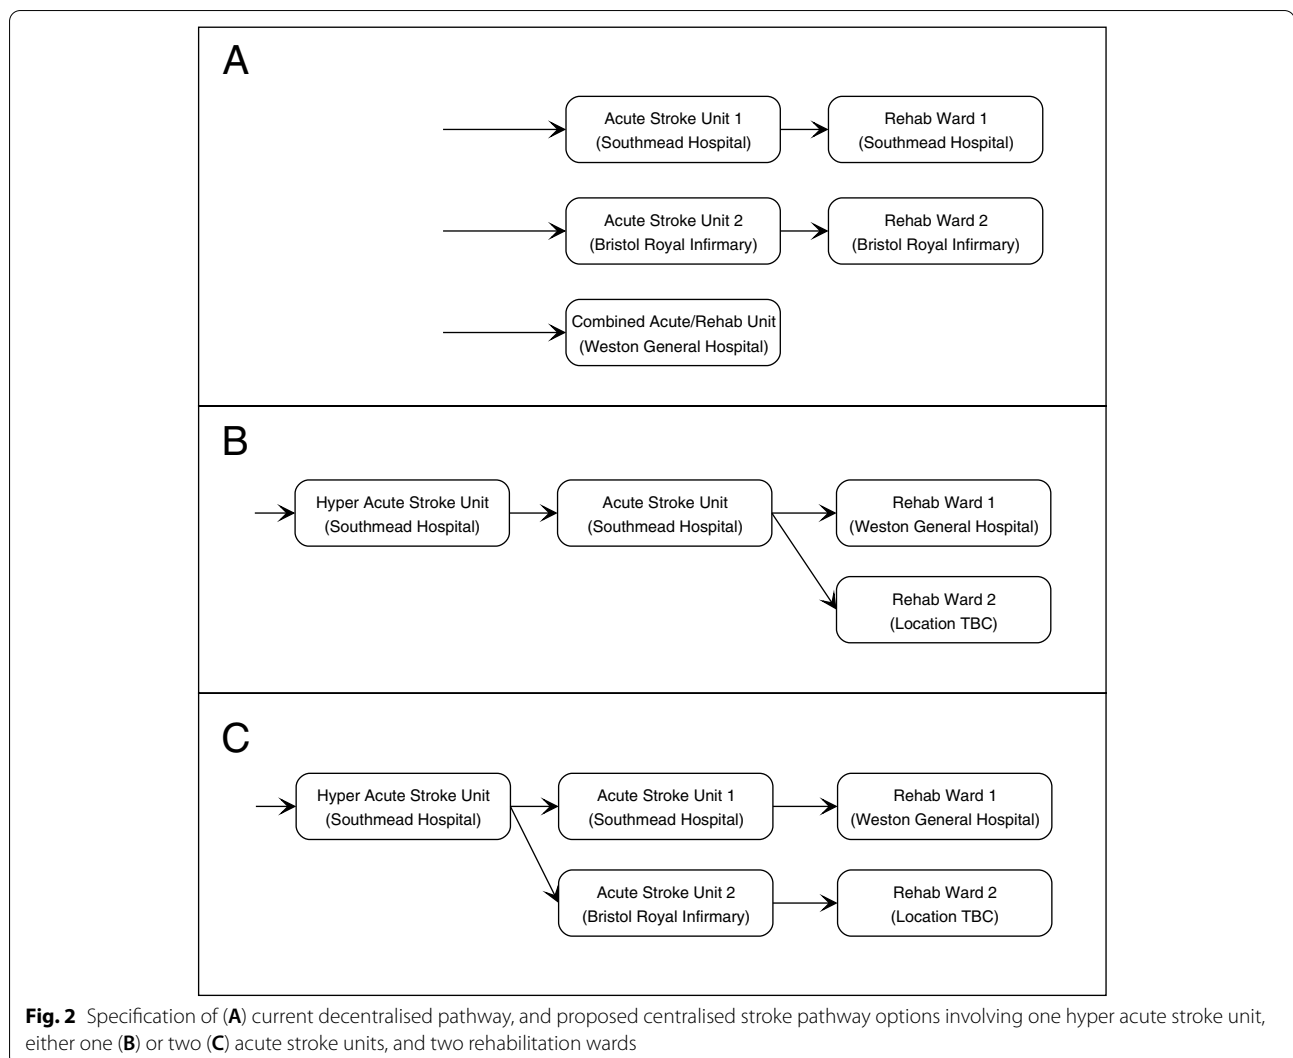 A
Acute Stroke Unit 1
(Southmead Hospital)
Rehab Ward 1
(Southmead Hospital)
Acute Stroke Unit 2
(Bristol Royal Infirmary)
Rehab Ward 2
(Bristol Royal Infirmary)
Combined Acute/Rehab Unit
(Weston General Hospital)
B
Hyper Acute Stroke Unit
(Southmead Hospital)
Acute Stroke Unit
(Southmead Hospital)
Rehab Ward 1
(Weston General Hospital)
Rehab Ward 2
(Location TBC)
C
Hyper Acute Stroke Unit
(Southmead Hospital)
Acute Stroke Unit 1
(Southmead Hospital)
Rehab Ward 1
(Weston General Hospital)
Acute Stroke Unit 2
(Bristol Royal Infirmary)
Rehab Ward 2
(Location TBC)
Fig. 2 Specification of (A) current decentralised pathway, and proposed centralised stroke pathway options involving one hyper acute stroke unit,
either one (B) or two (C) acute stroke units, and two rehabilitation wards